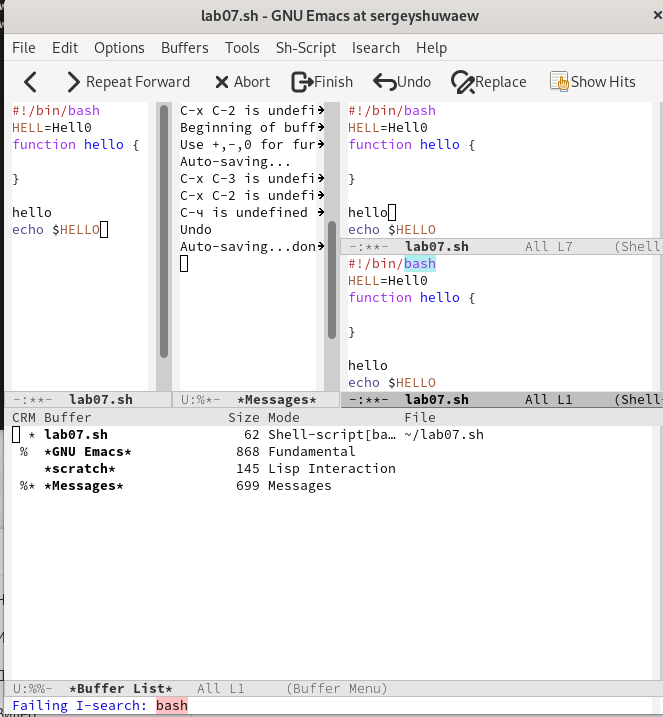 lab07.sh - GNU Emacs at sergeyshuwaew
File Edit Options Buffers Tools Sh-Script Isearch Help
Repeat Forward Abort Finish Undo Replace Show Hits
#!/bin/bash
HELL=Hell0
function hello {
}
hello
echo $HELLO
-:**- lab07.sh
C-x C-2 is undefi
Beginning of buff
Use +,-,0 for fur
Auto-saving...
C-x C-3 is undefi
C-x C-2 is undefi
C-ч is undefined
Undo
Auto-saving...don
U:%*- *Messages*
#!/bin/bash
HELL=Hell0
function hello {
}
hello
echo $HELLO
-:**- lab07.sh All L7 (Shell-
#!/bin/bash
HELL=Hell0
function hello {
}
hello
echo $HELLO
-:**- lab07.sh All L1 (Shell-
CRM Buffer Size Mode File
* lab07.sh 62 Shell-script[ba… ~/lab07.sh
% *GNU Emacs* 868 Fundamental
*scratch* 145 Lisp Interaction
%* *Messages* 699 Messages
U:%%- *Buffer List* All L1 (Buffer Menu)
Failing I-search: bash